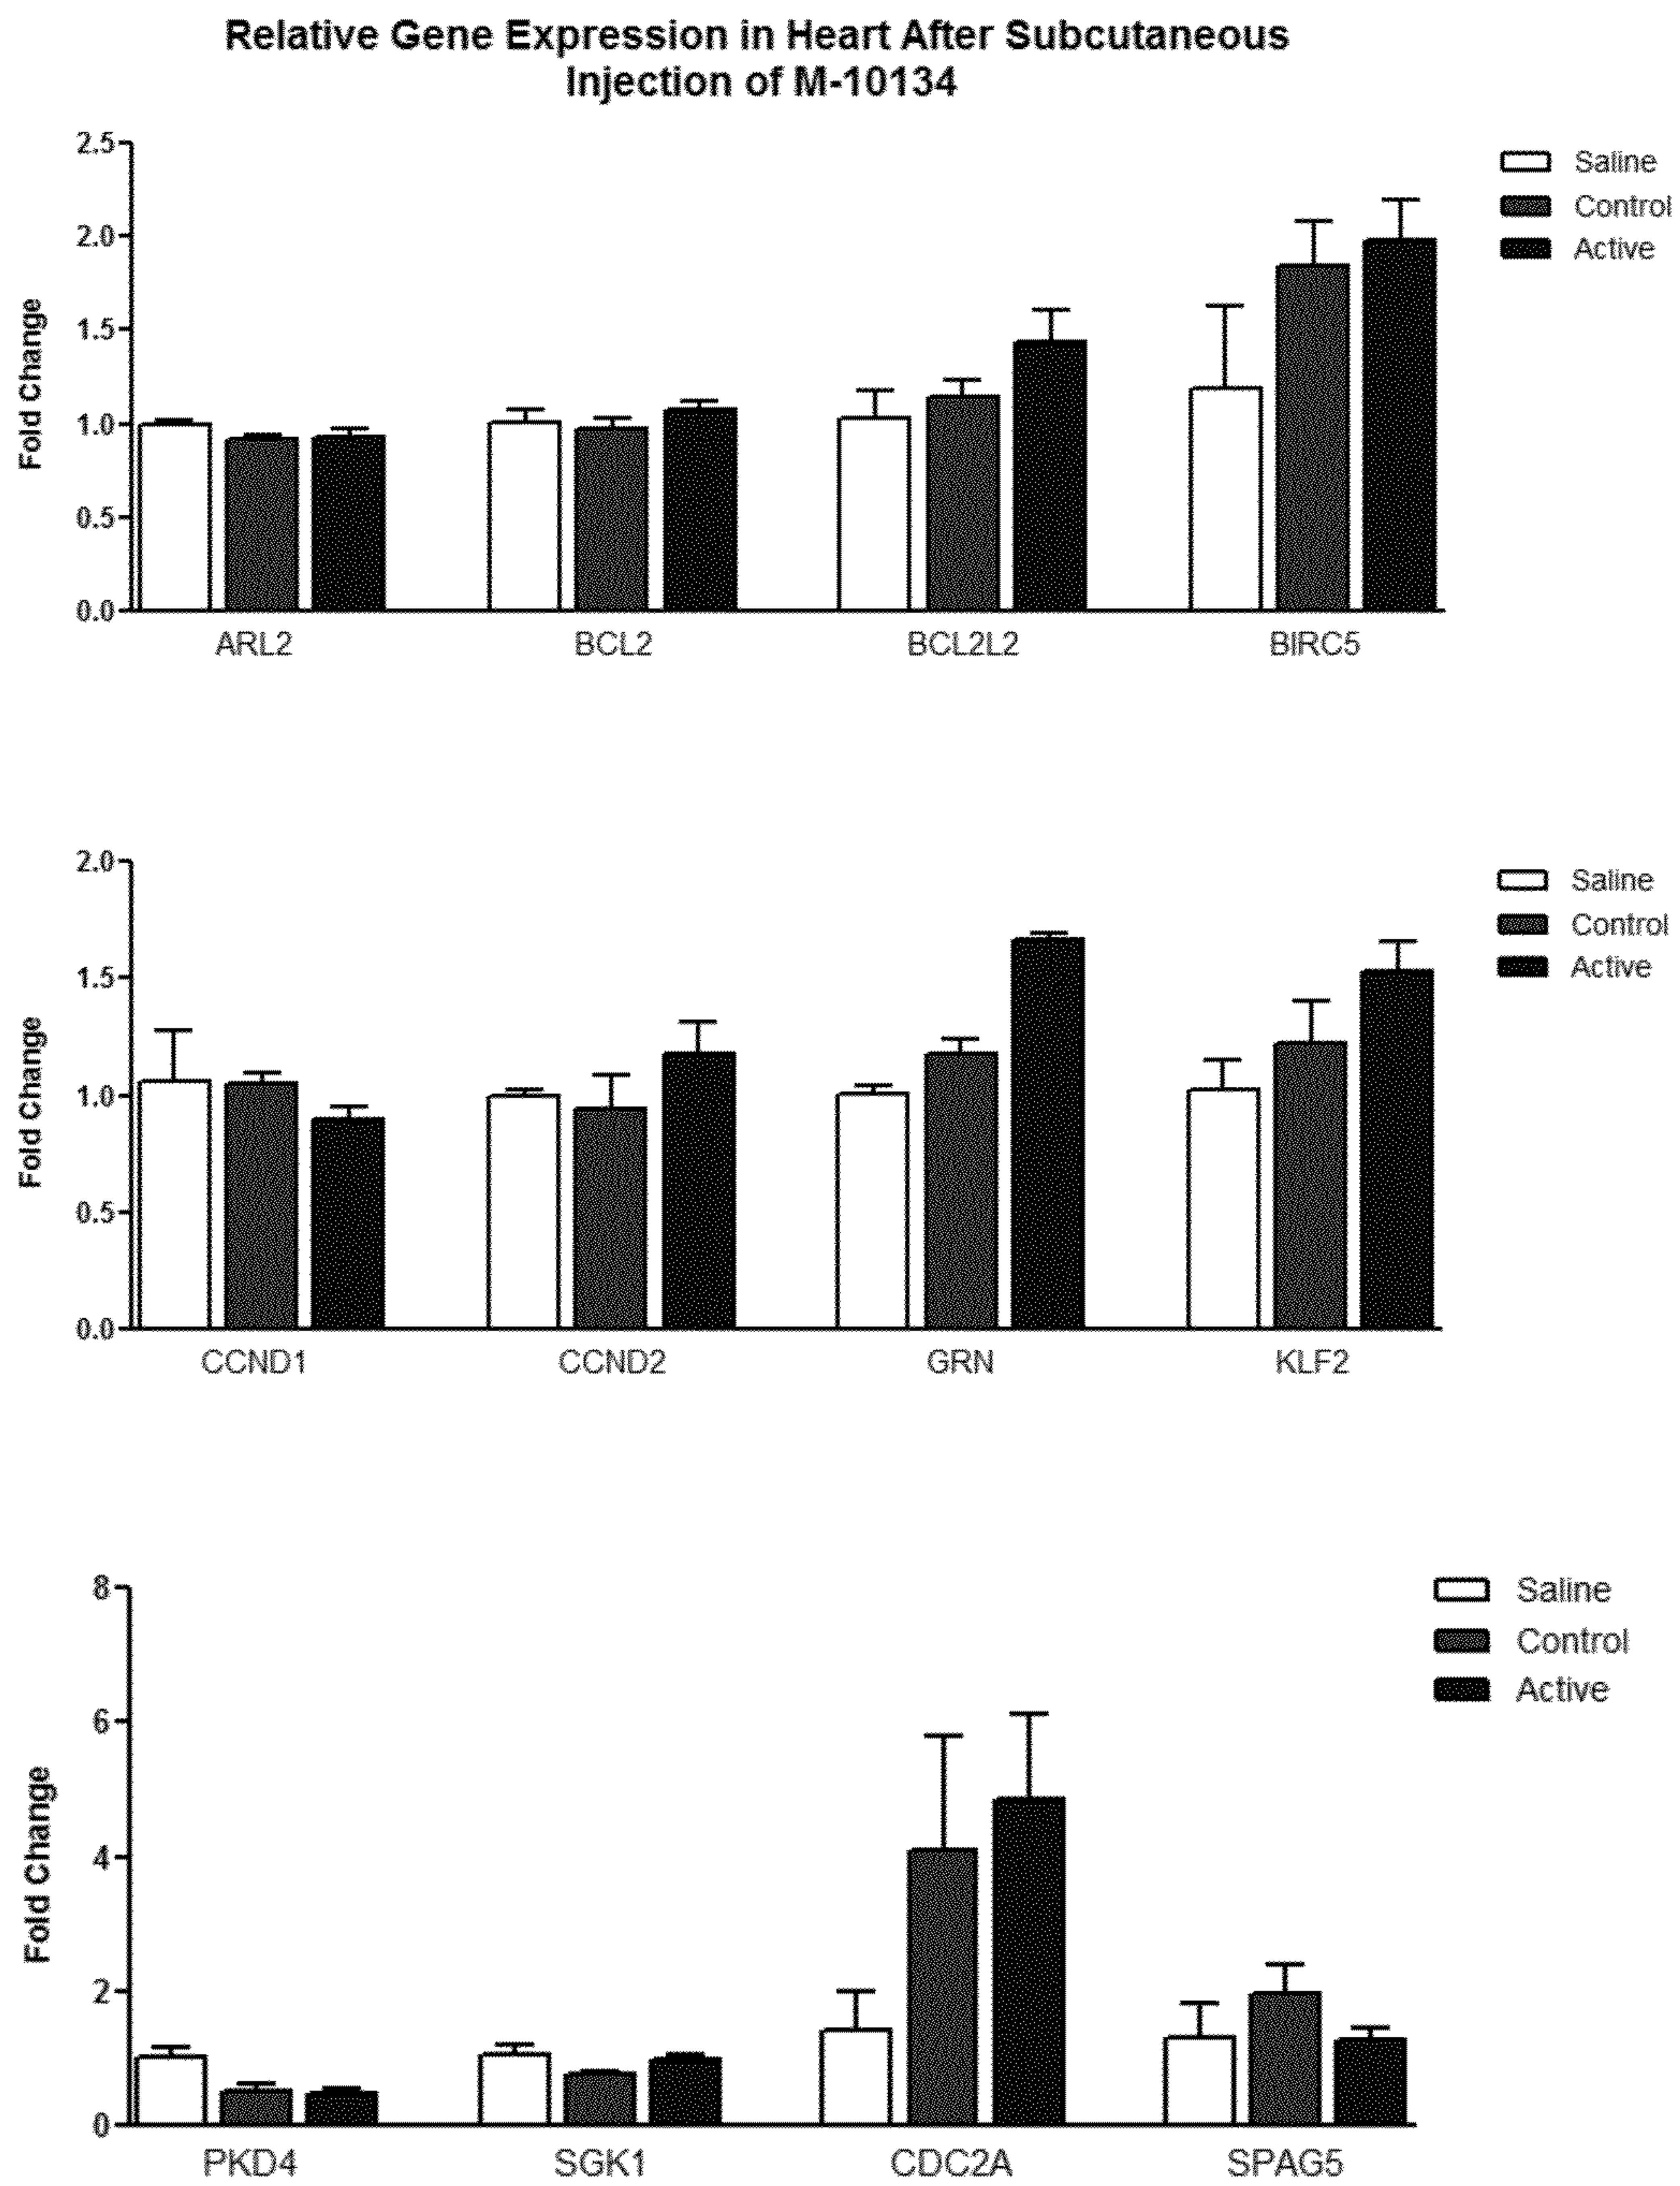 Relative Gene Expression in Heart After Subcutaneous
Injection of M-10134
2.5
2.0
1.5
1.0
0.5
0.0
Fold Change
ARL2
BCL2
BCL2L2
BIRC5
Saline
Control
Active
2.0
1.5
1.0
0.5
0.0
Fold Change
CCND1
CCND2
GRN
KLF2
Saline
Control
Active
8
6
4
2
0
Fold Change
PKD4
SGK1
CDC2A
SPAG5
Saline
Control
Active